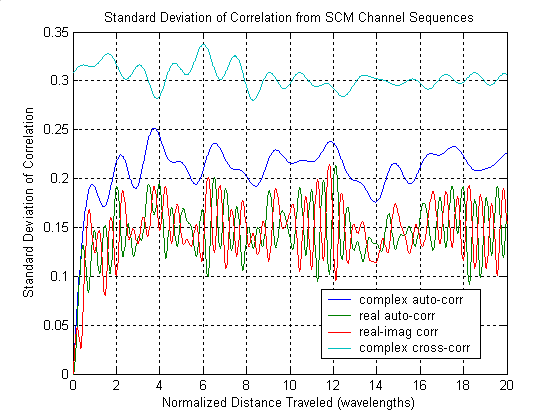 Standard Deviation of Correlation from SCM Channel Sequences
0.35
0.3
0.25
0.2
0.15
0.1
0.05
0
Standard Deviation of Correlation
complex auto-corr
real auto-corr
real-imag corr
complex cross-corr
0 2 4 6 8 10 12 14 16 18 20
Normalized Distance Traveled (wavelengths)